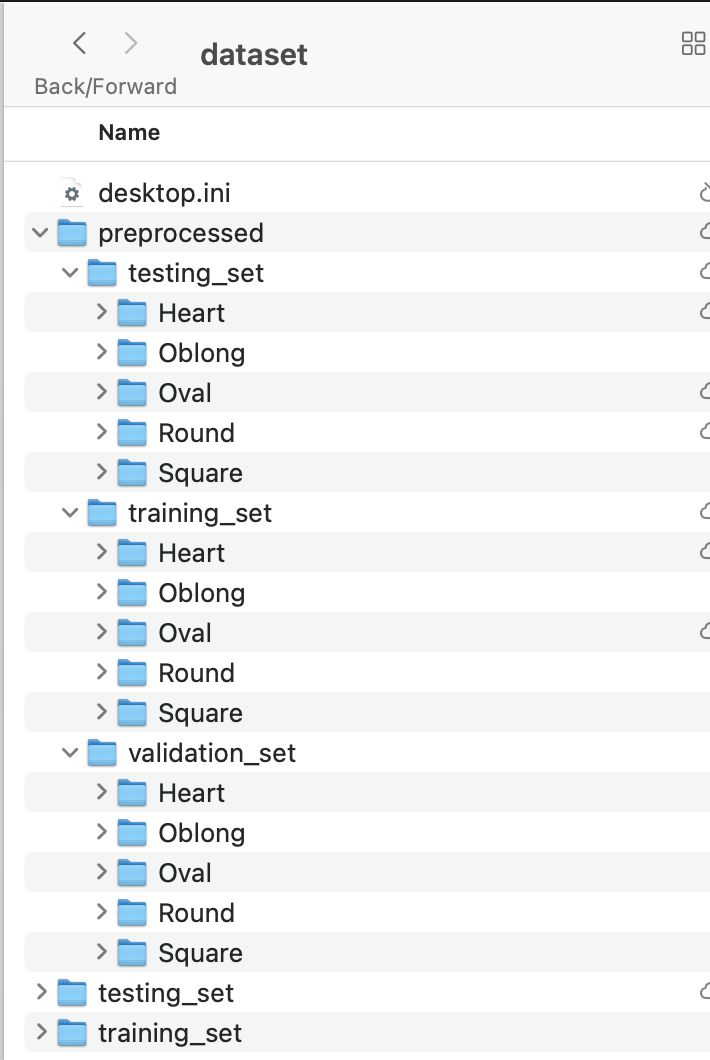 dataset
Back/Forward
Name
desktop.ini
preprocessed
testing_set
Heart
Oblong
Oval
Round
Square
training_set
Heart
Oblong
Oval
Round
Square
validation_set
Heart
Oblong
Oval
Round
Square
testing_set
training_set